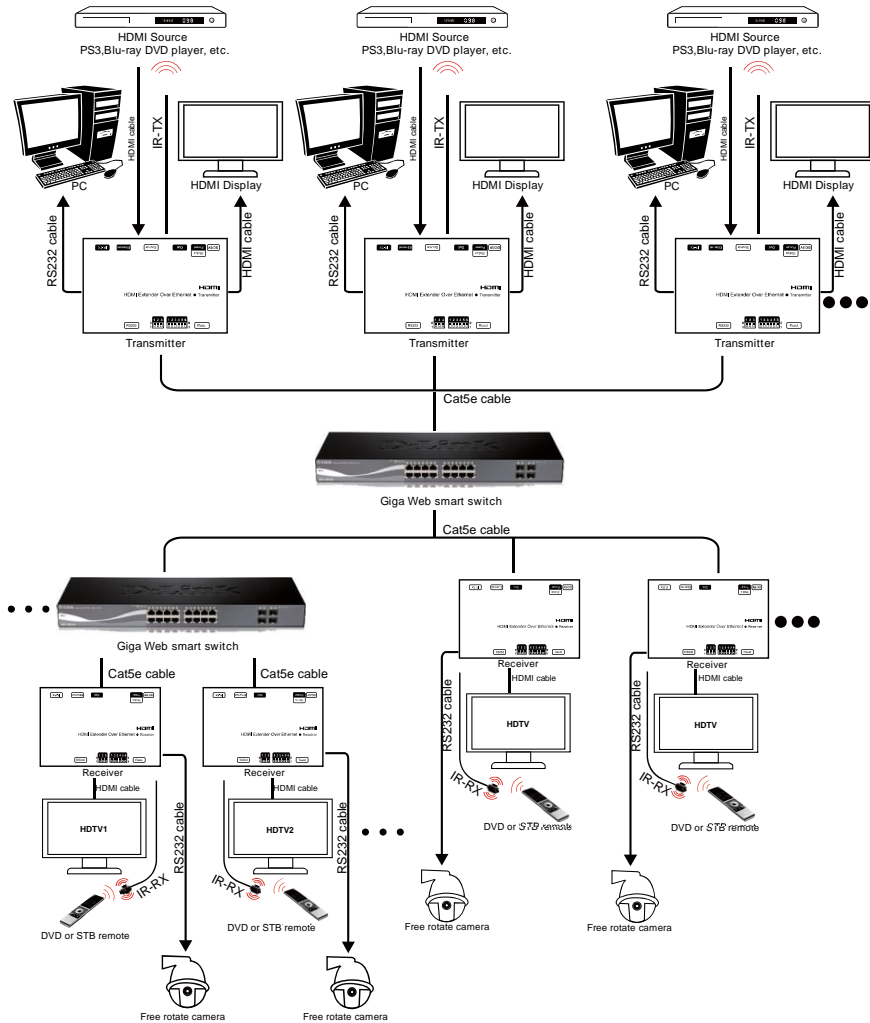 HDMI Source
PS3,Blu-ray DVD player, etc.
HDMI Source
PS3,Blu-ray DVD player, etc.
HDMI Source
PS3,Blu-ray DVD player, etc.
HDMI cable
IR-TX
HDMI cable
IR-TX
HDMI cable
IR-TX
PC
HDMI Display
PC
HDMI Display
PC
HDMI Display
RS232 cable
HDMI cable
RS232 cable
HDMI cable
RS232 cable
HDMI cable
HDMI
HDMI Extender Over Ethernet ● Transmitter
HDMI
HDMI Extender Over Ethernet ● Transmitter
HDMI
HDMI Extender Over Ethernet ● Transmitter
Transmitter
Transmitter
Transmitter
Cat5e cable
D-Link
Giga Web smart switch
Cat5e cable
Giga Web smart switch
HDMI
HDMI Extender Over Ethernet ● Receiver
HDMI
HDMI Extender Over Ethernet ● Receiver
Receiver
Receiver
HDMI cable
HDMI cable
Cat5e cable
Cat5e cable
RS232 cable
HDTV
RS232 cable
HDTV
HDMI
HDMI Extender Over Ethernet ● Receiver
HDMI
HDMI Extender Over Ethernet ● Receiver
Receiver
Receiver
HDMI cable
HDMI cable
IR-RX
IR-RX
DVD or STB remote
DVD or STB remote
HDTV1
RS232 cable
HDTV2
RS232 cable
IR-RX
IR-RX
DVD or STB remote
DVD or STB remote
Free rotate camera
Free rotate camera
Free rotate camera
Free rotate camera